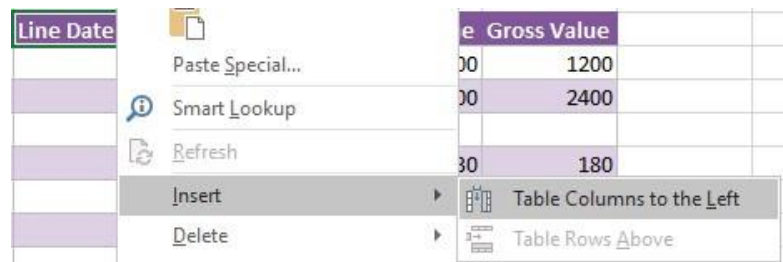 Line Date e Gross Value
Paste Special... 00 1200
Smart Lookup 00 2400
Refresh 30 180
Insert Table Columns to the Left
Delete Table Rows Above